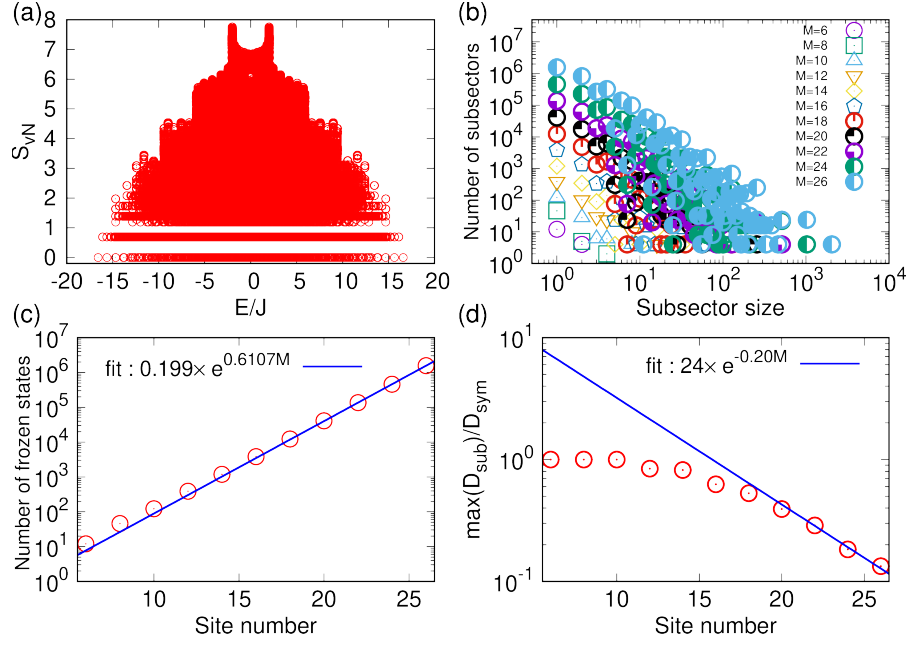 (a)
8
7
6
5
4
3
2
1
0
S_vN
-20 -15 -10 -5 0 5 10 15 20
E/J
(b)
10^7
10^6
10^5
10^4
10^3
10^2
10^1
10^0
Number of subsectors
M=6
M=8
M=10
M=12
M=14
M=16
M=18
M=20
M=22
M=24
M=26
10^0 10^1 10^2 10^3 10^4
Subsector size
(c)
10^7
10^6
10^5
10^4
10^3
10^2
10^1
10^0
Number of frozen states
fit : 0.199× e^0.6107M
10 15 20 25
Site number
(d)
10^1
10^0
10^-1
max(D_sub)/D_sym
fit : 24× e^-0.20M
10 15 20 25
Site number